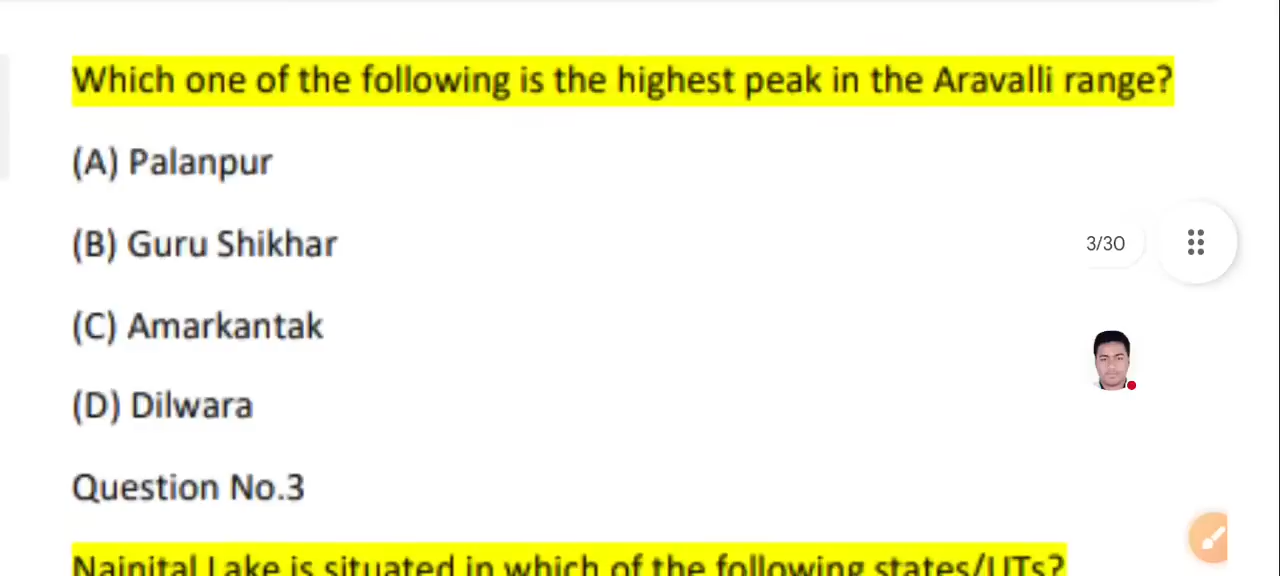 Which one of the following is the highest peak in the Aravalli range?
(A) Palanpur
(B) Guru Shikhar
3/30
(C) Amarkantak
(D) Dilwara
Question No.3
Nainital Lake is situated in which of the following states/UTs?